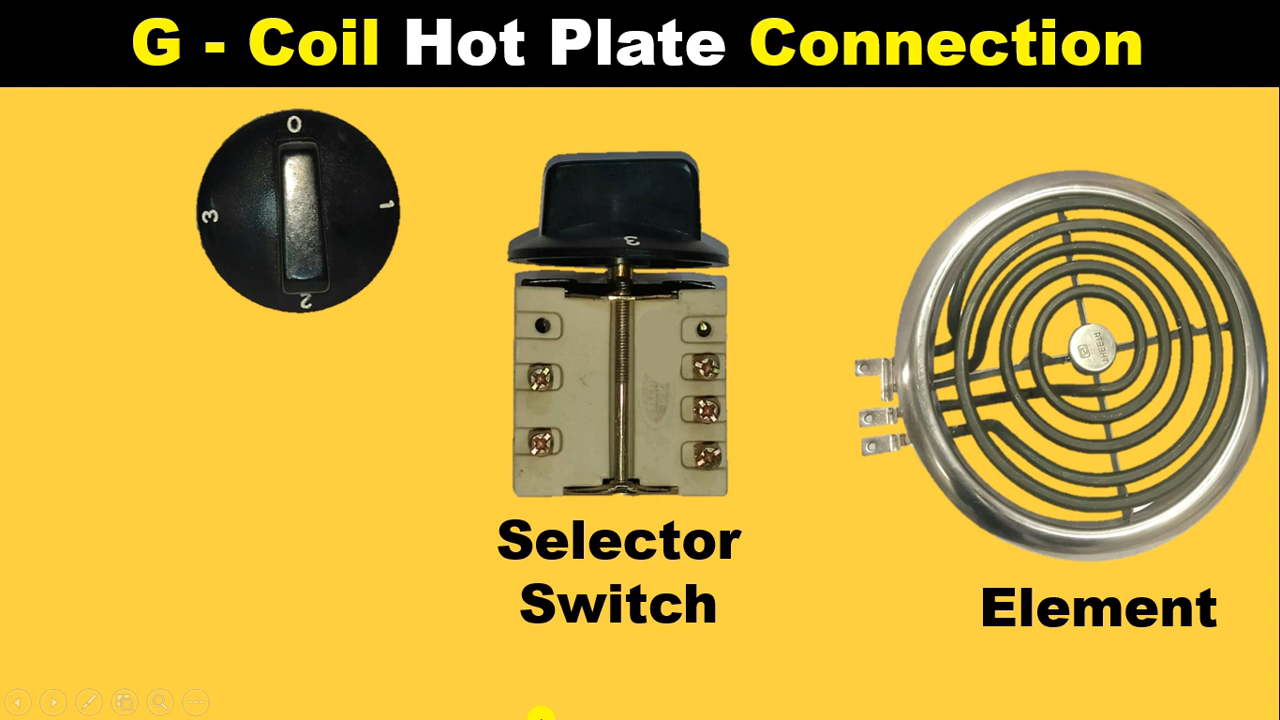 G - Coil Hot Plate Connection
0
1
3
2
3
Selector
Switch
Element